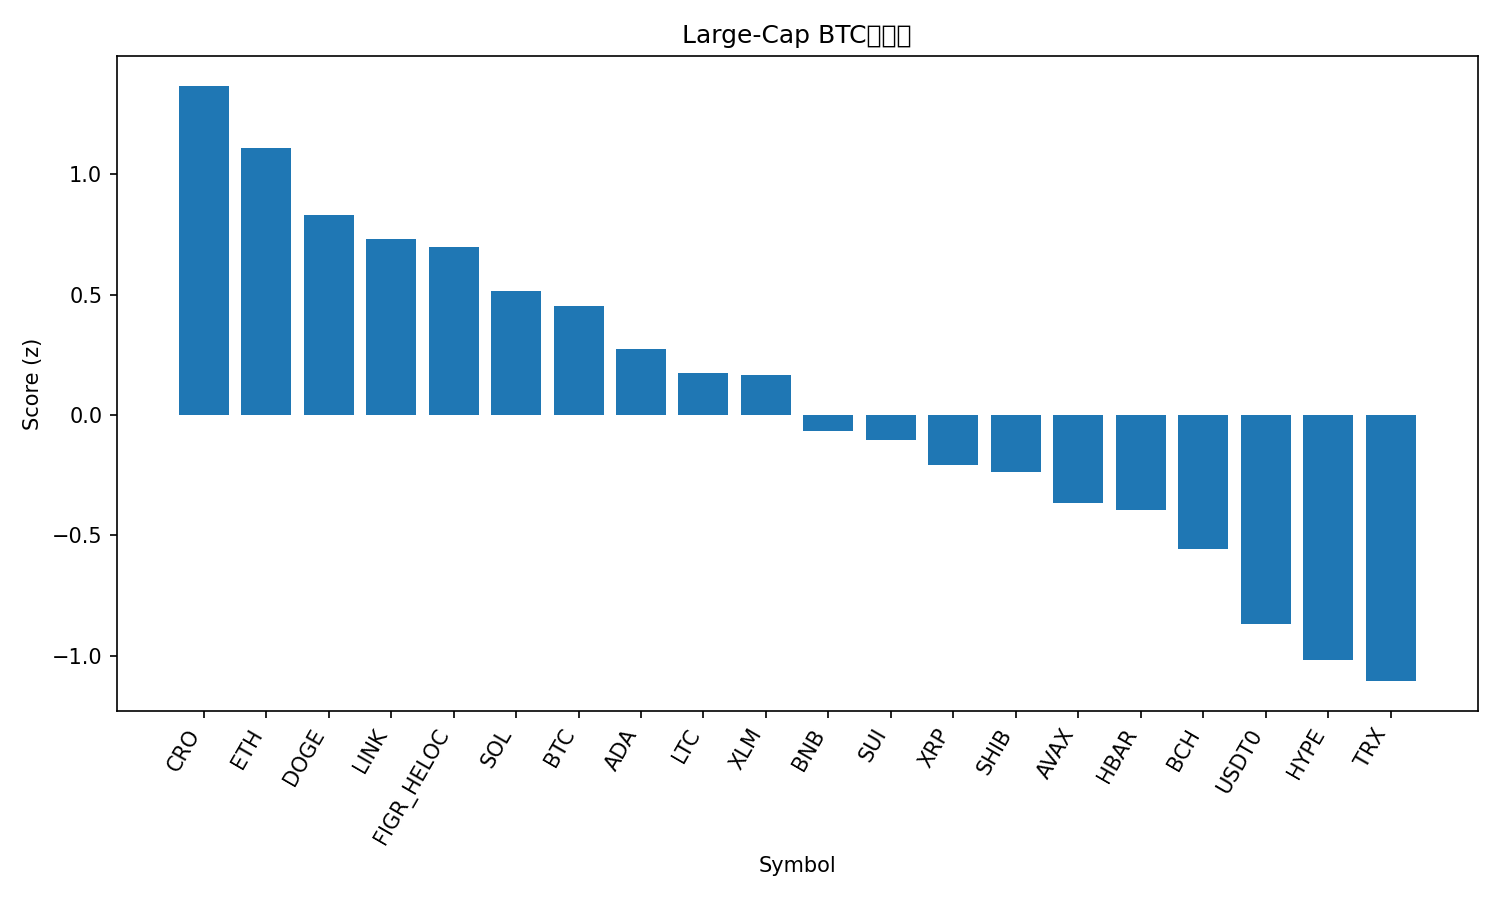 Large-Cap BTC
1.0
0.5
0.0
−0.5
−1.0
Score (z)
CRO
ETH
DOGE
LINK
FIGR_HELOC
SOL
BTC
ADA
LTC
XLM
BNB
SUI
XRP
SHIB
AVAX
HBAR
BCH
USDT0
HYPE
TRX
Symbol